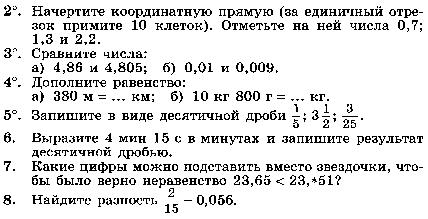 2°. Начертите координатную прямую (за единичный отре-
зок примите 10 клеток). Отметьте на ней числа 0,7;
1,3 и 2,2.
3°. Сравните числа:
а) 4,86 и 4,805; б) 0,01 и 0,009.
4°. Дополните равенство:
а) 380 м = ... км; б) 10 кг 800 г = ... кг.
5°. Запишите в виде десятичной дроби 1/5; 3 1/2; 3/25.
6. Выразите 4 мин 15 с в минутах и запишите результат
десятичной дробью.
7. Какие цифры можно подставить вместо звездочки, что-
бы было верно неравенство 23,65 < 23,*51?
8. Найдите разность 2/15 − 0,056.